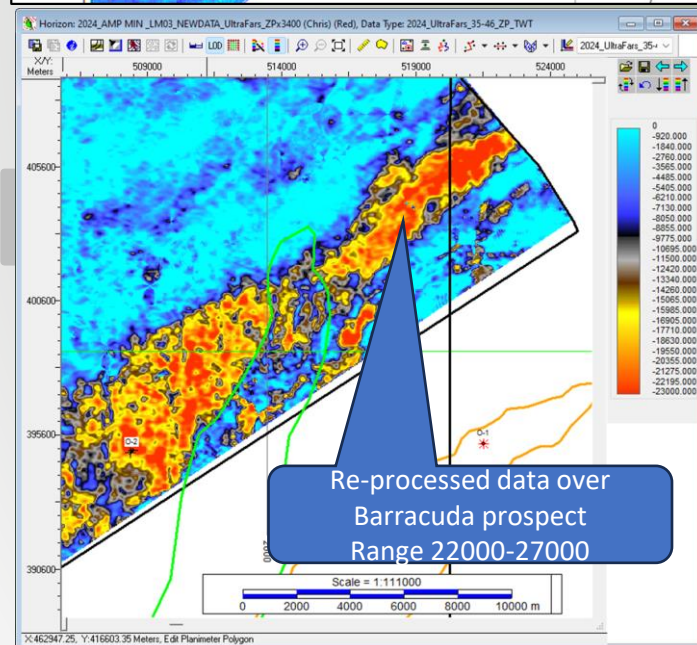 Horizon: 2024_AMP MIN _LM03_NEWDATA_UltraFars_ZPx3400 (Chris) (Red), Data Type: 2024_UltraFars_35-46_ZP_TWT
LOD
2024_UltraFars_35-
X/Y:
Meters
509000
514000
519000
524000
405600
400600
395600
390600
O-2
O-1
0
-920.000
-1840.000
-2760.000
-3565.000
-4485.000
-5405.000
-6210.000
-7130.000
-8050.000
-8855.000
-9775.000
-10695.000
-11500.000
-12420.000
-13340.000
-14260.000
-15065.000
-15985.000
-16905.000
-17710.000
-18630.000
-19550.000
-20355.000
-21275.000
-22195.000
-23000.000
Re-processed data over
Barracuda prospect
Range 22000-27000
Scale = 1:111000
0 2000 4000 6000 8000 10000 m
X:462947.25, Y:416603.35 Meters, Edit Planimeter Polygon